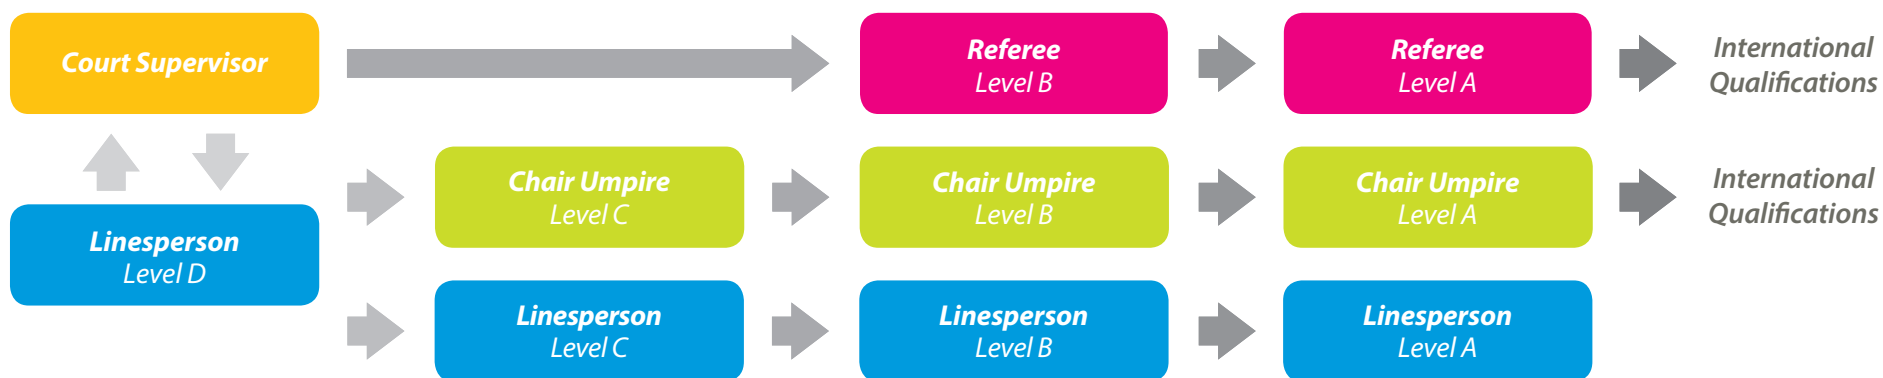 Court Supervisor
Referee
Level B
Referee
Level A
International
Qualifications
Linesperson
Level D
Chair Umpire
Level C
Chair Umpire
Level B
Chair Umpire
Level A
International
Qualifications
Linesperson
Level C
Linesperson
Level B
Linesperson
Level A